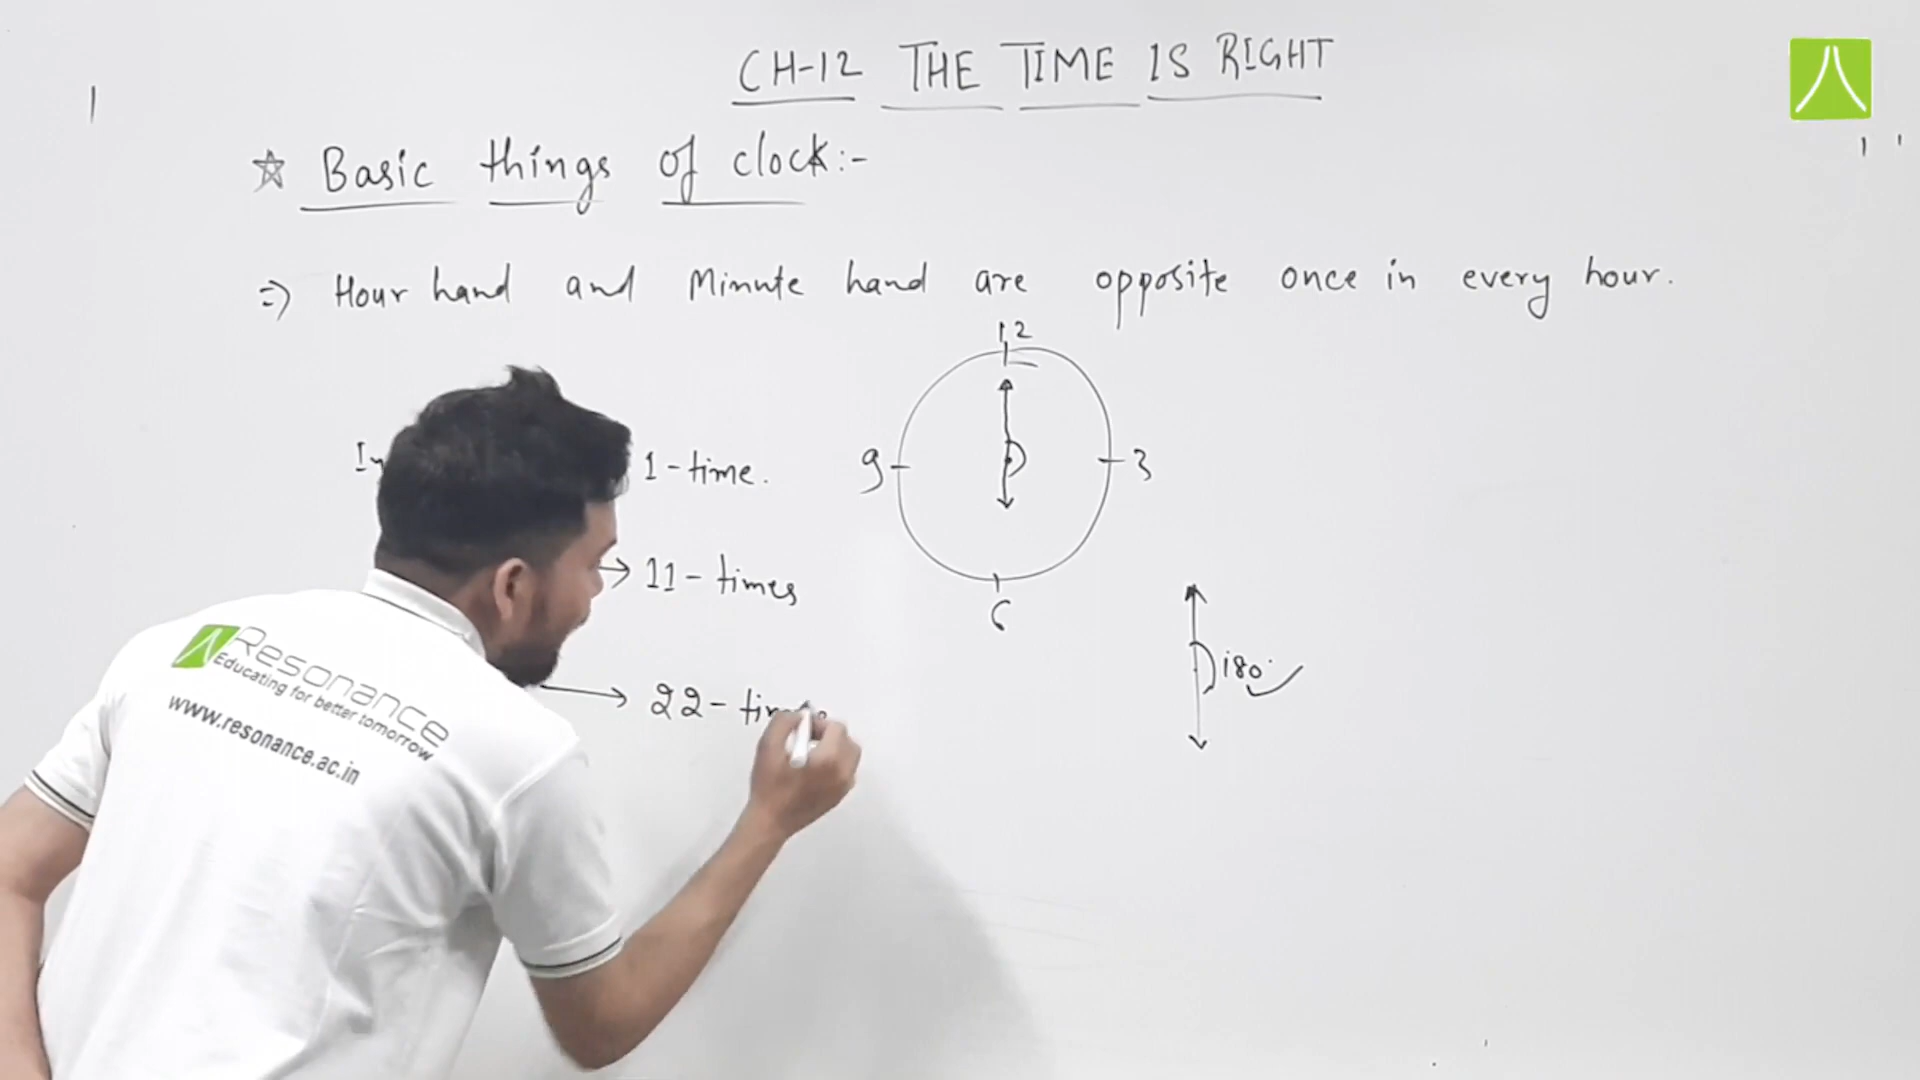 CH-12 THE TIME IS RIGHT
☆ Basic things of clock:-
=) Hour hand and Minute hand are opposite once in every hour.
12
1-time.
9
3
→ 11-times
6
180°
→ 22-times
Resonance
Educating for better tomorrow
www.resonance.ac.in